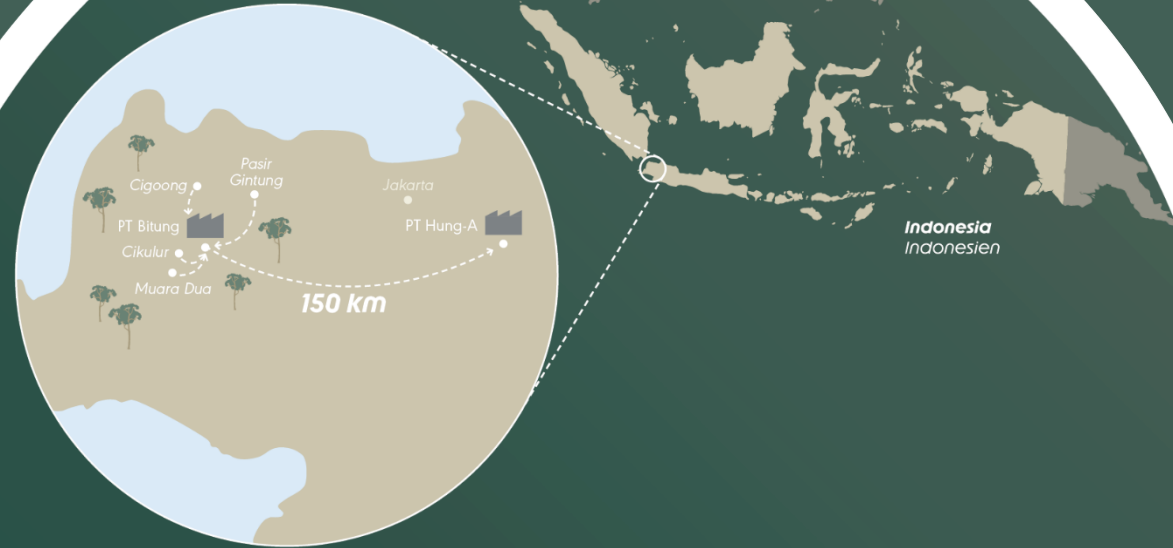 Pasir
Gintung
Cigoong
Jakarta
PT Bitung
PT Hung-A
Cikulur
Muara Dua
150 km
Indonesia
Indonesien